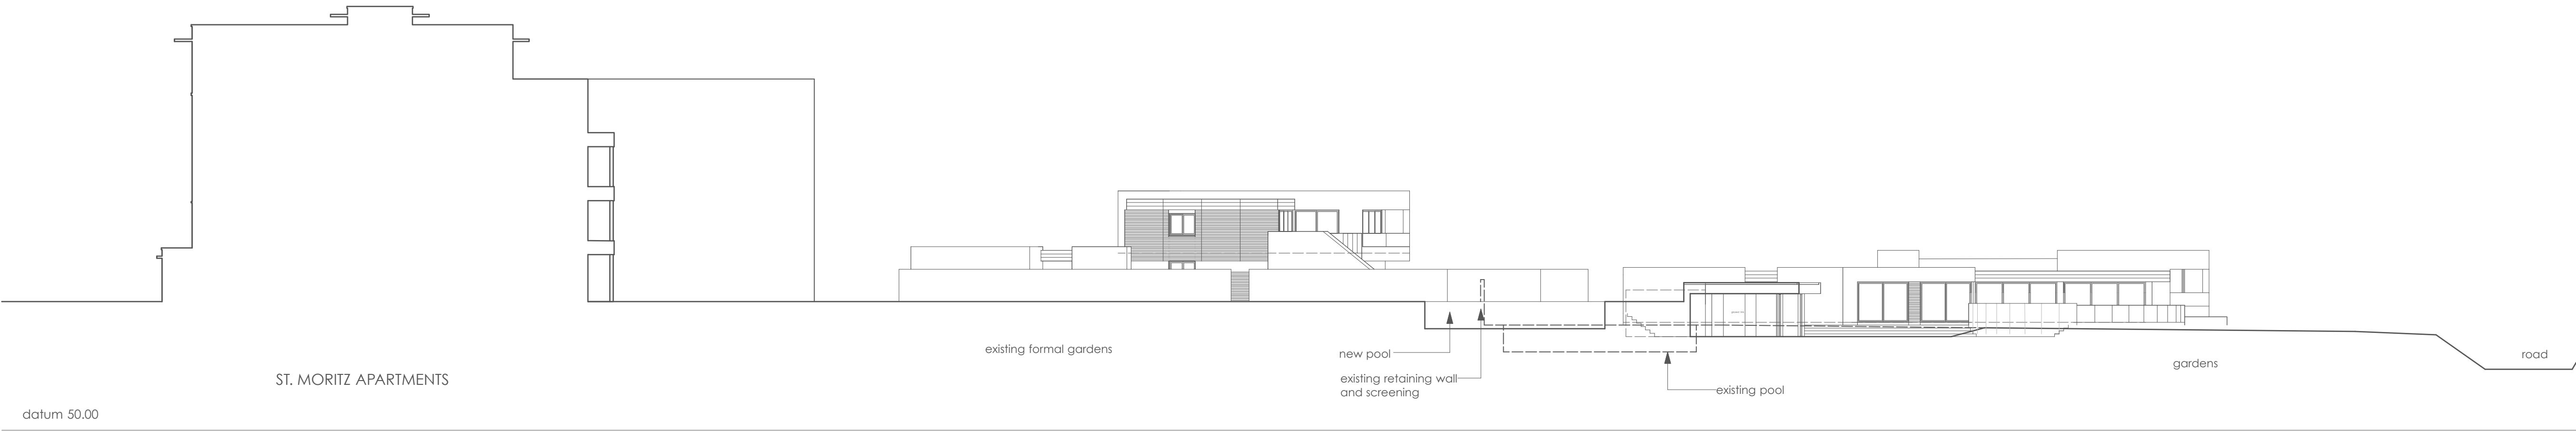 existing formal gardens
new pool
road
gardens
ST. MORITZ APARTMENTS
existing retaining wall
and screening
existing pool
datum 50.00